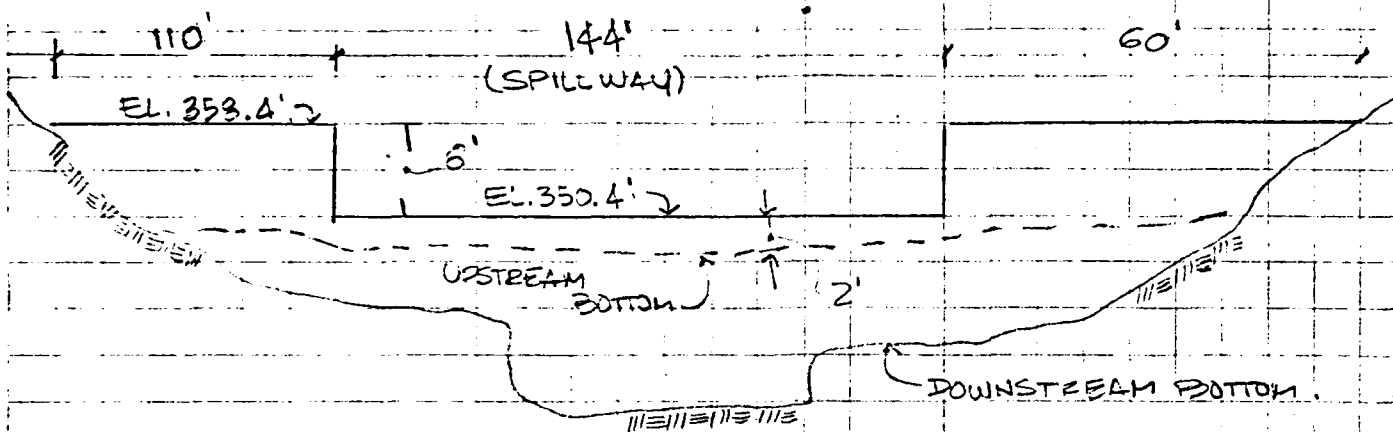 110'
144'
60'
(SPILLWAY)
EL. 353.4'
6'
EL. 350.4'
UPSTREAM
BOTTOM
2'
DOWNSTREAM BOTTOM.